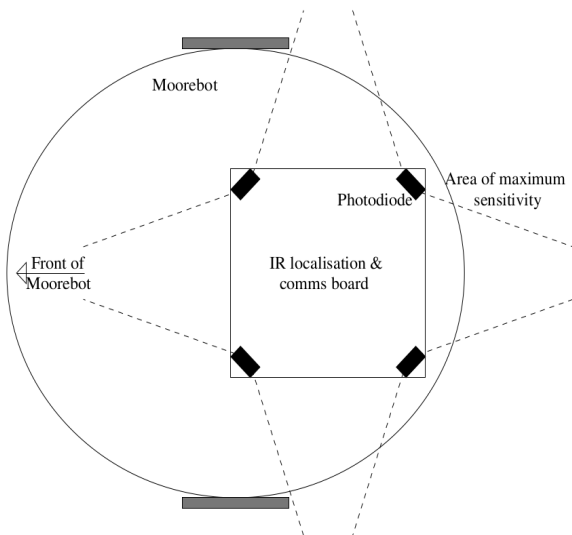 Moorebot
Area of maximum
sensitivity
Photodiode
Front of
Moorebot
IR localisation &
comms board